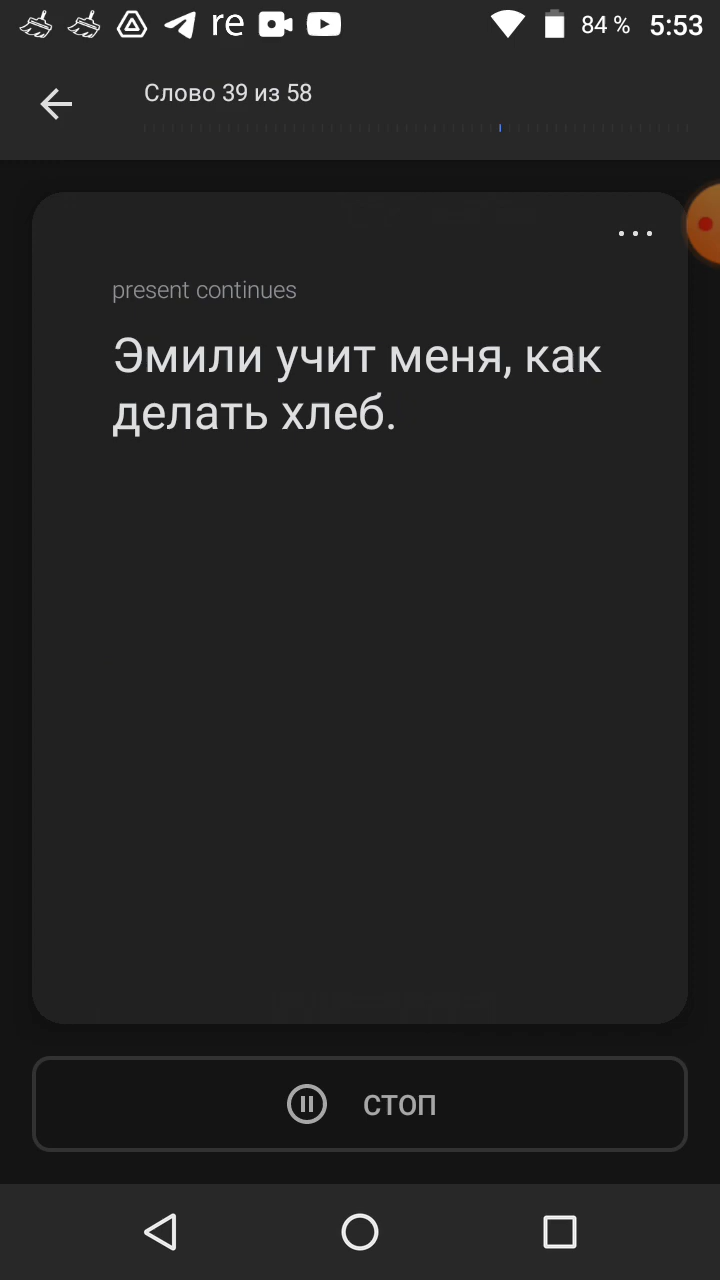 re 84 % 5:53
Слово 39 из 58
present continues
Эмили учит меня, как
делать хлеб.
СТОП